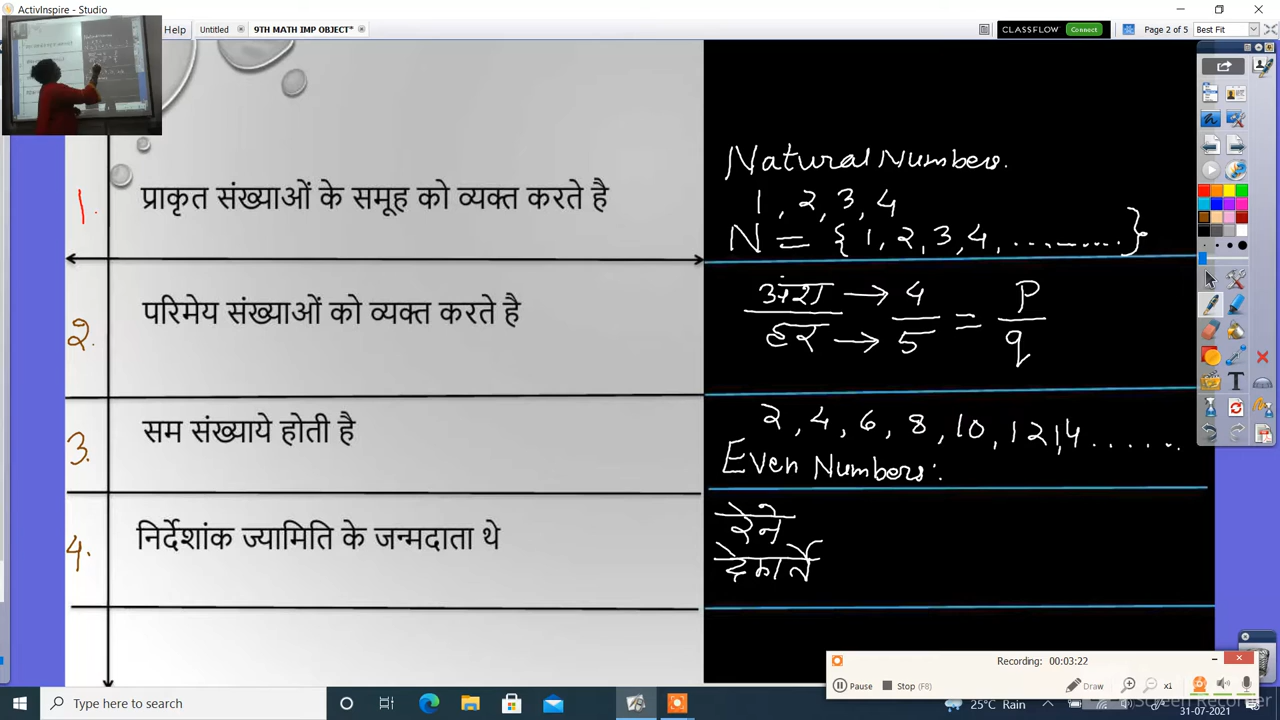 ActivInspire - Studio
Help
Untitled
9TH MATH IMP OBJECT*
CLASSFLOW
Connect
Page 2 of 5
Best Fit
1.
प्राकृत संख्याओं के समूह को व्यक्त करते है
Natural Numbers.
1, 2, 3, 4
N = {1, 2, 3, 4, ..........}
2.
परिमेय संख्याओं को व्यक्त करते है
अंश → 4 = P
हर → 5 q
3.
सम संख्याये होती है
2, 4, 6, 8, 10, 12, 14 ......
Even Numbers:
4.
निर्देशांक ज्यामिति के जन्मदाता थे
रेने
देकार्ते
Recording: 00:03:22
Pause
Stop (F8)
Draw
x1
Type here to search
25°C Rain
31-07-2021